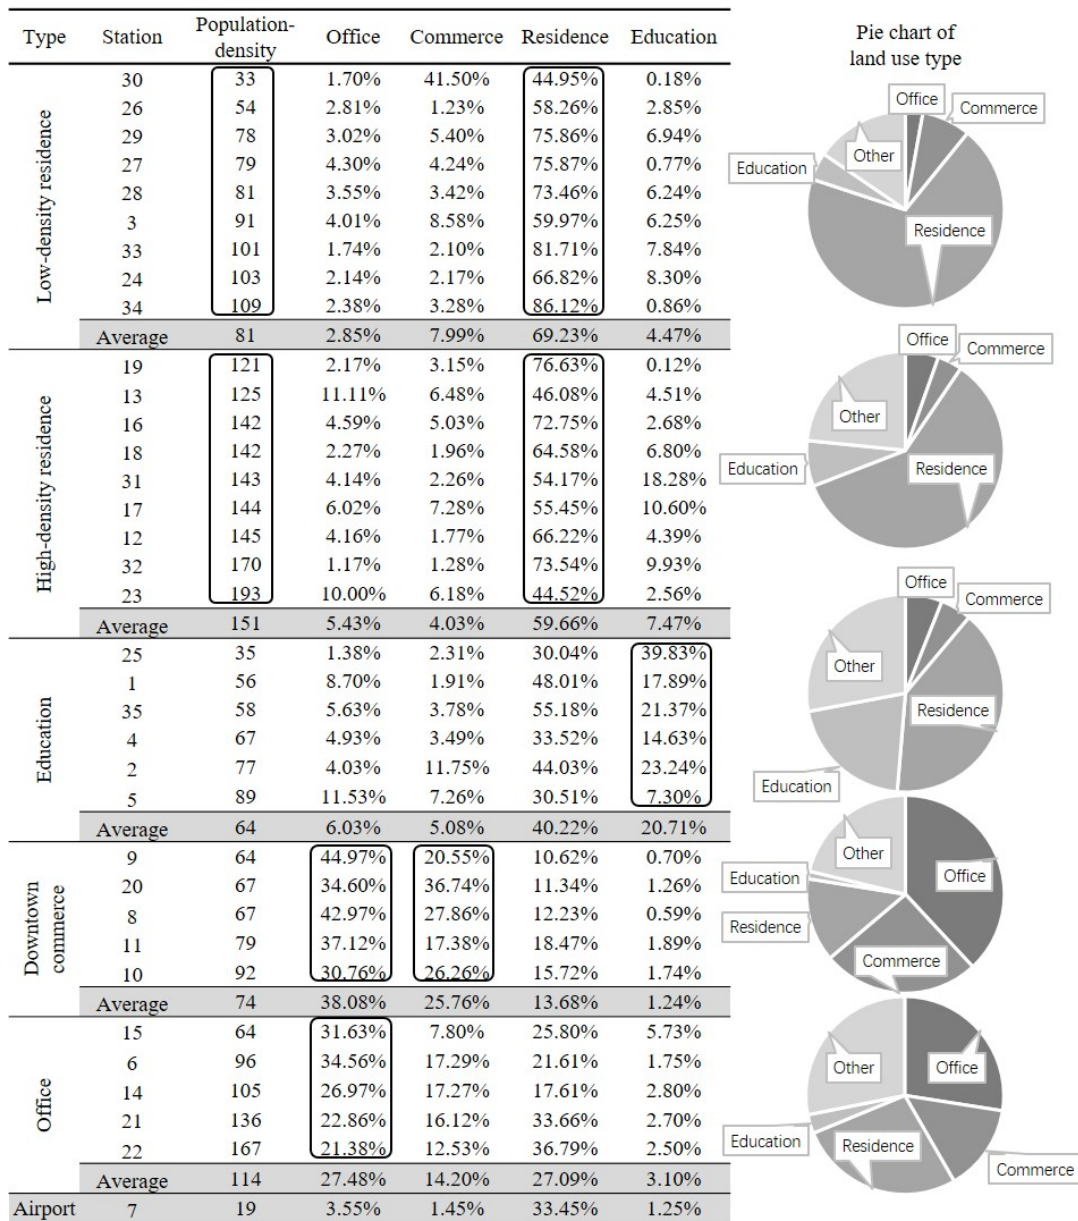 Type Station Population-density Office Commerce Residence Education
Low-density residence
30 33 1.70% 41.50% 44.95% 0.18%
26 54 2.81% 1.23% 58.26% 2.85%
29 78 3.02% 5.40% 75.86% 6.94%
27 79 4.30% 4.24% 75.87% 0.77%
28 81 3.55% 3.42% 73.46% 6.24%
3 91 4.01% 8.58% 59.97% 6.25%
33 101 1.74% 2.10% 81.71% 7.84%
24 103 2.14% 2.17% 66.82% 8.30%
34 109 2.38% 3.28% 86.12% 0.86%
Average 81 2.85% 7.99% 69.23% 4.47%
High-density residence
19 121 2.17% 3.15% 76.63% 0.12%
13 125 11.11% 6.48% 46.08% 4.51%
16 142 4.59% 5.03% 72.75% 2.68%
18 142 2.27% 1.96% 64.58% 6.80%
31 143 4.14% 2.26% 54.17% 18.28%
17 144 6.02% 7.28% 55.45% 10.60%
12 145 4.16% 1.77% 66.22% 4.39%
32 170 1.17% 1.28% 73.54% 9.93%
23 193 10.00% 6.18% 44.52% 2.56%
Average 151 5.43% 4.03% 59.66% 7.47%
Education
25 35 1.38% 2.31% 30.04% 39.83%
1 56 8.70% 1.91% 48.01% 17.89%
35 58 5.63% 3.78% 55.18% 21.37%
4 67 4.93% 3.49% 33.52% 14.63%
2 77 4.03% 11.75% 44.03% 23.24%
5 89 11.53% 7.26% 30.51% 7.30%
Average 64 6.03% 5.08% 40.22% 20.71%
Downtown
commerce
9 64 44.97% 20.55% 10.62% 0.70%
20 67 34.60% 36.74% 11.34% 1.26%
8 67 42.97% 27.86% 12.23% 0.59%
11 79 37.12% 17.38% 18.47% 1.89%
10 92 30.76% 26.26% 15.72% 1.74%
Average 74 38.08% 25.76% 13.68% 1.24%
Office
15 64 31.63% 7.80% 25.80% 5.73%
6 96 34.56% 17.29% 21.61% 1.75%
14 105 26.97% 17.27% 17.61% 2.80%
21 136 22.86% 16.12% 33.66% 2.70%
22 167 21.38% 12.53% 36.79% 2.50%
Average 114 27.48% 14.20% 27.09% 3.10%
Airport 7 19 3.55% 1.45% 33.45% 1.25%
Pie chart of
land use type
Office
Commerce
Other
Education
Residence
Office
Commerce
Other
Education
Residence
Office
Commerce
Other
Residence
Education
Other
Education
Office
Residence
Commerce
Other
Office
Education
Residence
Commerce